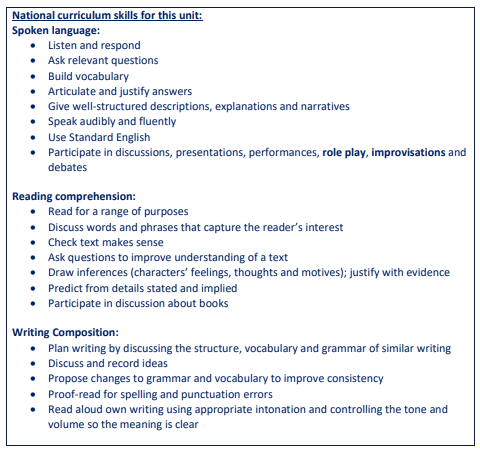 National curriculum skills for this unit:
Spoken language:
• Listen and respond
• Ask relevant questions
• Build vocabulary
• Articulate and justify answers
• Give well-structured descriptions, explanations and narratives
• Speak audibly and fluently
• Use Standard English
• Participate in discussions, presentations, performances, role play, improvisations and
debates
Reading comprehension:
• Read for a range of purposes
• Discuss words and phrases that capture the reader's interest
• Check text makes sense
• Ask questions to improve understanding of a text
• Draw inferences (characters' feelings, thoughts and motives); justify with evidence
• Predict from details stated and implied
• Participate in discussion about books
Writing Composition:
• Plan writing by discussing the structure, vocabulary and grammar of similar writing
• Discuss and record ideas
• Propose changes to grammar and vocabulary to improve consistency
• Proof-read for spelling and punctuation errors
• Read aloud own writing using appropriate intonation and controlling the tone and
volume so the meaning is clear